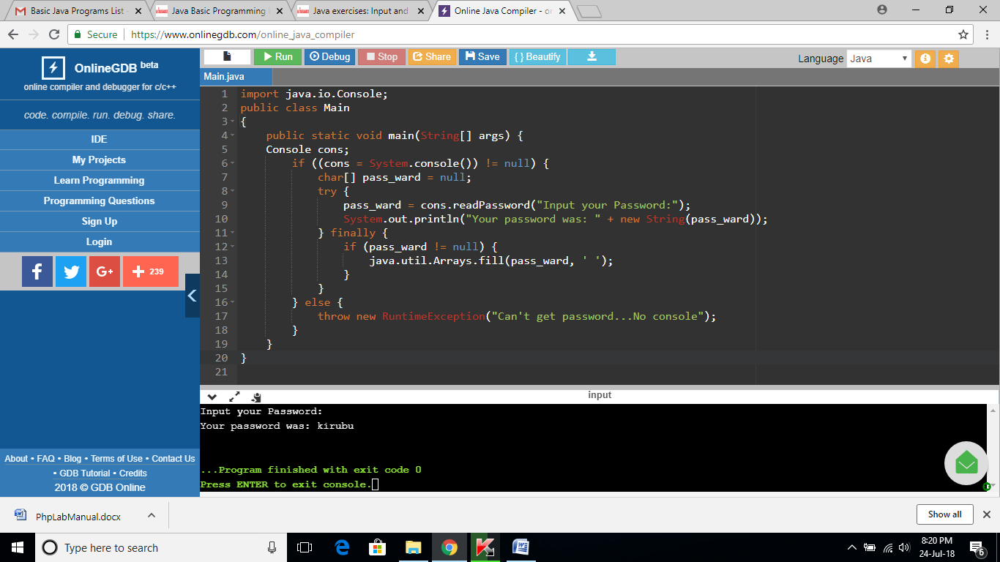 Basic Java Programs List
Java Basic Programming
Java exercises: Input and
Online Java Compiler - or
Secure
https://www.onlinegdb.com/online_java_compiler
OnlineGDB beta
online compiler and debugger for c/c++
code. compile. run. debug. share.
IDE
My Projects
Learn Programming
Programming Questions
Sign Up
Login
f
G+
239
About • FAQ • Blog • Terms of Use • Contact Us
• GDB Tutorial • Credits
2018 © GDB Online
Run
Debug
Stop
Share
Save
{ } Beautify
Language
Java
Main.java
1 import java.io.Console;
2 public class Main
3 {
4     public static void main(String[] args) {
5     Console cons;
6         if ((cons = System.console()) != null) {
7             char[] pass_ward = null;
8             try {
9                 pass_ward = cons.readPassword("Input your Password:");
10                 System.out.println("Your password was: " + new String(pass_ward));
11             } finally {
12                 if (pass_ward != null) {
13                     java.util.Arrays.fill(pass_ward, ' ');
14                 }
15             }
16         } else {
17             throw new RuntimeException("Can't get password...No console");
18         }
19     }
20 }
21
input
Input your Password:
Your password was: kirubu
...Program finished with exit code 0
Press ENTER to exit console.
PhpLabManual.docx
Show all
Type here to search
8:20 PM
24-Jul-18
6